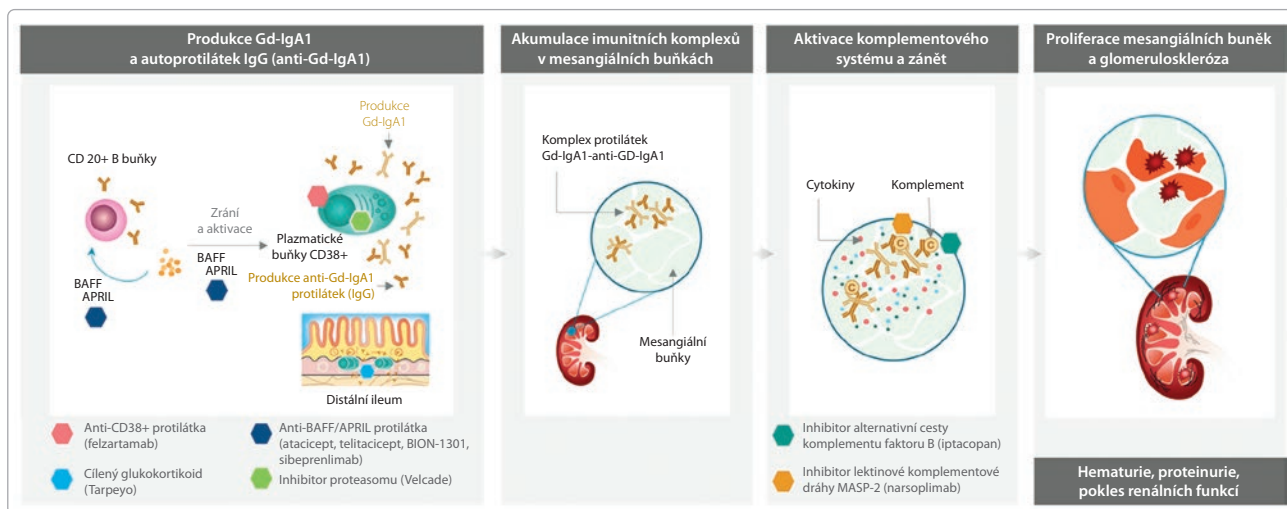 Produkce Gd-IgA1
a autoprotilátek IgG (anti-Gd-IgA1)
Produkce
Gd-IgA1
CD 20+ B buňky
Zrání
a aktivace
Plazmatické
buňky CD38+
BAFF
APRIL
BAFF
APRIL
Produkce anti-Gd-IgA1
protilátek (IgG)
Distální ileum
Anti-CD38+ protilátka
(felzartamab)
Cílený glukokortikoid
(Tarpeyo)
Anti-BAFF/APRIL protilátka
(atacicept, telitacicept, BION-1301,
sibeprenlimab)
Inhibitor proteasomu (Velcade)
Akumulace imunitních komplexů
v mesangiálních buňkách
Komplex protilátek
Gd-IgA1-anti-GD-IgA1
Mesangiální
buňky
Aktivace komplementového
systému a zánět
Cytokiny
Komplement
C
C
C
Inhibitor alternativní cesty
komplementu faktoru B (iptacopan)
Inhibitor lektinové komplementové
dráhy MASP-2 (narsoplimab)
Proliferace mesangiálních buněk
a glomeruloskleróza
Hematurie, proteinurie,
pokles renálních funkcí